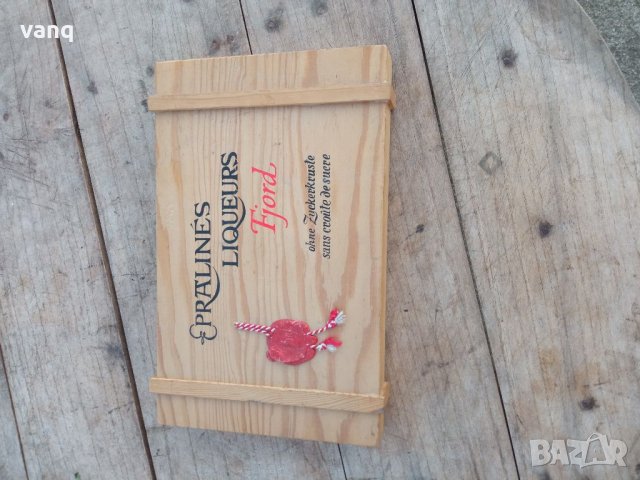 vanq
PRALINÉS
LIQUEURS
Fjord
ohne Zuckerkruste
sans croûte de sucre
BAZAR